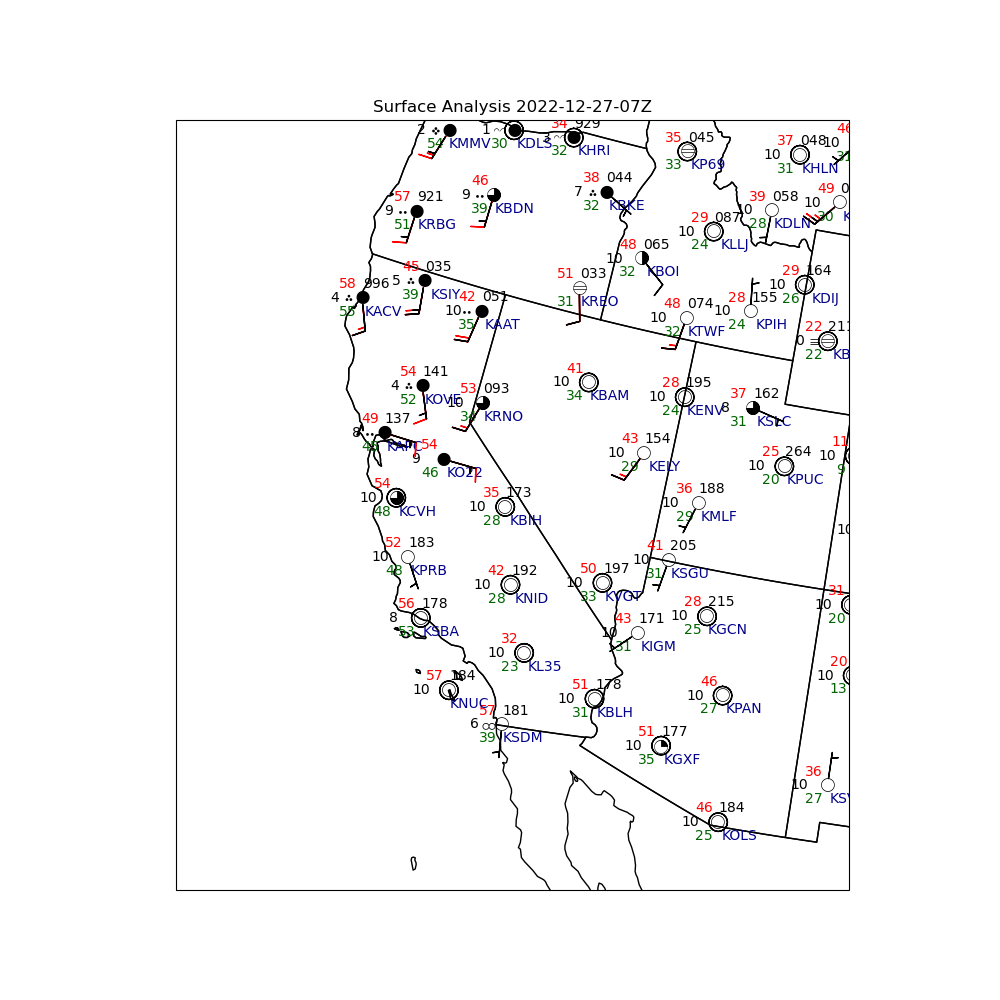 Surface Analysis 2022-12-27-07Z
2 54 KMMV
1 30 KDLS
34 929 32 KHRI
35 045 33 KP69
37 048 10 31 KHLN
46 10 31
57 921 9 51 KRBG
46 9 39 KBDN
38 044 7 32 KBKE
29 087 10 24 KLLJ
39 058 10 28 KDLN
49 0 10 30 K
58 996 4 55 KACV
45 035 5 39 KSIY
42 051 10 35 KAAT
51 033 31 KREO
48 065 10 32 KBOI
48 074 10 32 KTWF
28 155 10 24 KPIH
29 164 10 26 KDIJ
22 211 0 22 KB
54 141 4 52 KOVE
53 093 10 34 KRNO
41 10 34 KBAM
28 195 10 24 KENV
37 162 8 31 KSLC
11 10 9
49 137 8 46 KAPC
54 9 46 KO22
43 154 10 29 KELY
25 264 10 20 KPUC
54 10 48 KCVH
35 173 10 28 KBIH
36 188 10 29 KMLF
10
52 183 10 48 KPRB
42 192 10 28 KNID
50 197 10 33 KVGT
41 205 10 31 KSGU
56 178 8 53 KSBA
43 171 10 31 KIGM
28 215 10 25 KGCN
31 10 20
32 10 23 KL35
57 184 10 KNUC
51 178 10 31 KBLH
46 10 27 KPAN
20 10 13
57 181 6 39 KSDM
51 177 10 35 KGXF
36 10 27 KSV
46 184 10 25 KOLS